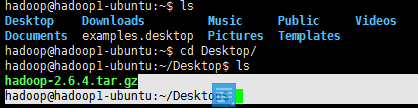 hadoop@hadoop1-ubuntu:~$ ls
Desktop Downloads Music Public Videos
Documents examples.desktop Pictures Templates
hadoop@hadoop1-ubuntu:~$ cd Desktop/
hadoop@hadoop1-ubuntu:~/Desktop$ ls
hadoop-2.6.4.tar.gz
hadoop@hadoop1-ubuntu:~/Desktop$